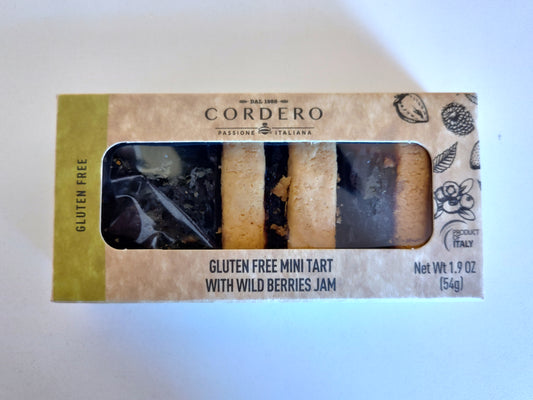 GLUTEN FREE
DAL 1956
CORDERO
PASSIONE ITALIANA
GLUTEN FREE MINI TART
WITH WILD BERRIES JAM
PRODUCT
OF
ITALY
Net Wt 1.9 OZ
(54g)